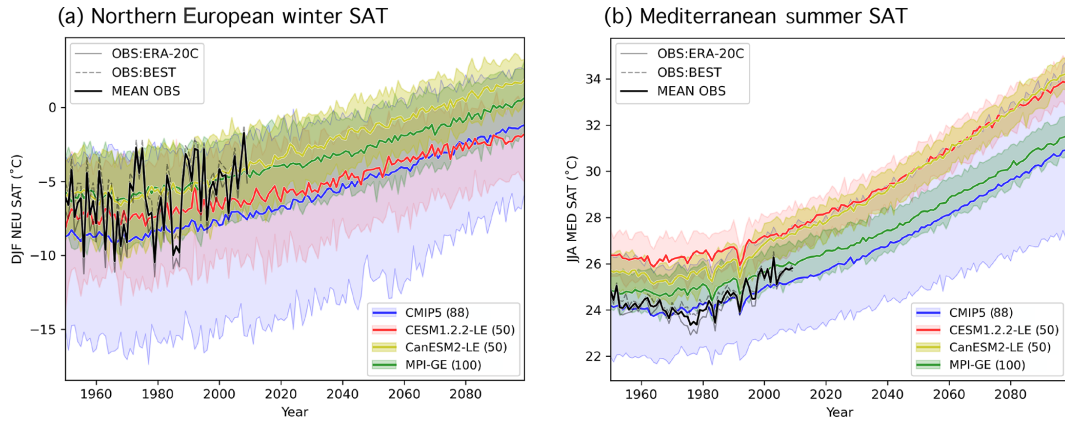 (a) Northern European winter SAT
OBS:ERA-20C
OBS:BEST
MEAN OBS
0
−5
−10
−15
DJF NEU SAT (˚C)
CMIP5 (88)
CESM1.2.2-LE (50)
CanESM2-LE (50)
MPI-GE (100)
1960 1980 2000 2020 2040 2060 2080
Year
(b) Mediterranean summer SAT
OBS:ERA-20C
OBS:BEST
MEAN OBS
34
32
30
28
26
24
22
JJA MED SAT (˚C)
CMIP5 (88)
CESM1.2.2-LE (50)
CanESM2-LE (50)
MPI-GE (100)
1960 1980 2000 2020 2040 2060 2080
Year